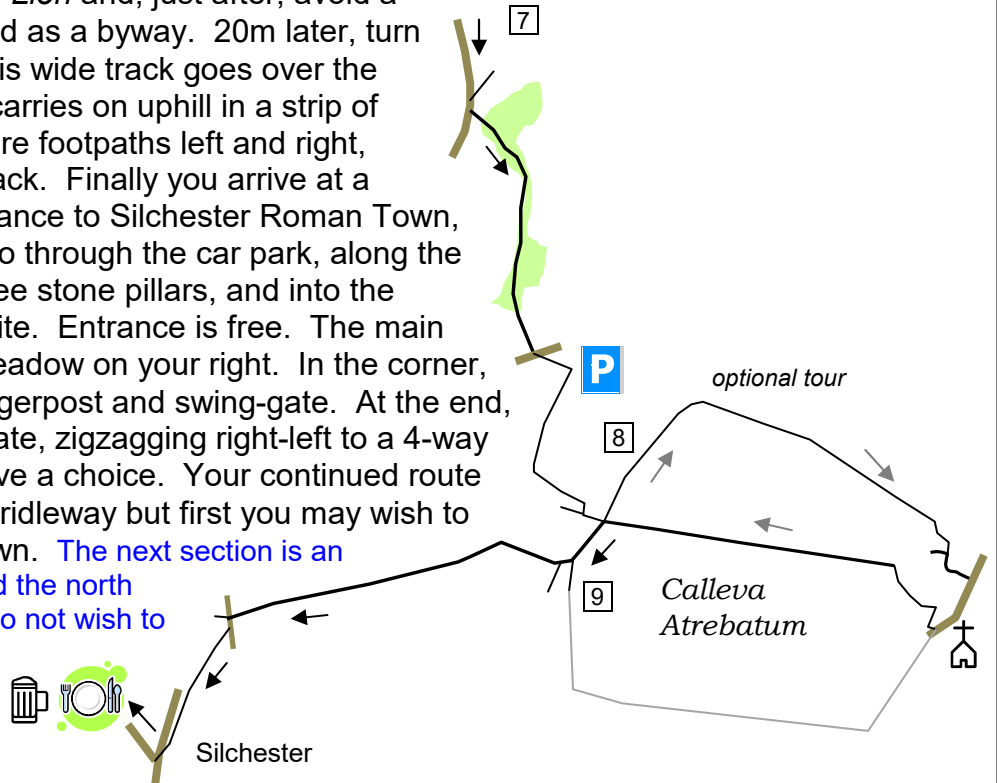 Lion and, just after, avoid a
d as a byway. 20m later, turn
is wide track goes over the
carries on uphill in a strip of
re footpaths left and right,
ack. Finally you arrive at a
ance to Silchester Roman Town,
o through the car park, along the
ee stone pillars, and into the
ite. Entrance is free. The main
eadow on your right. In the corner,
gerpost and swing-gate. At the end,
ate, zigzagging right-left to a 4-way
ve a choice. Your continued route
ridleway but first you may wish to
wn. The next section is an
d the north
o not wish to
7
P
optional tour
8
9
Calleva
Atrebatum
Silchester